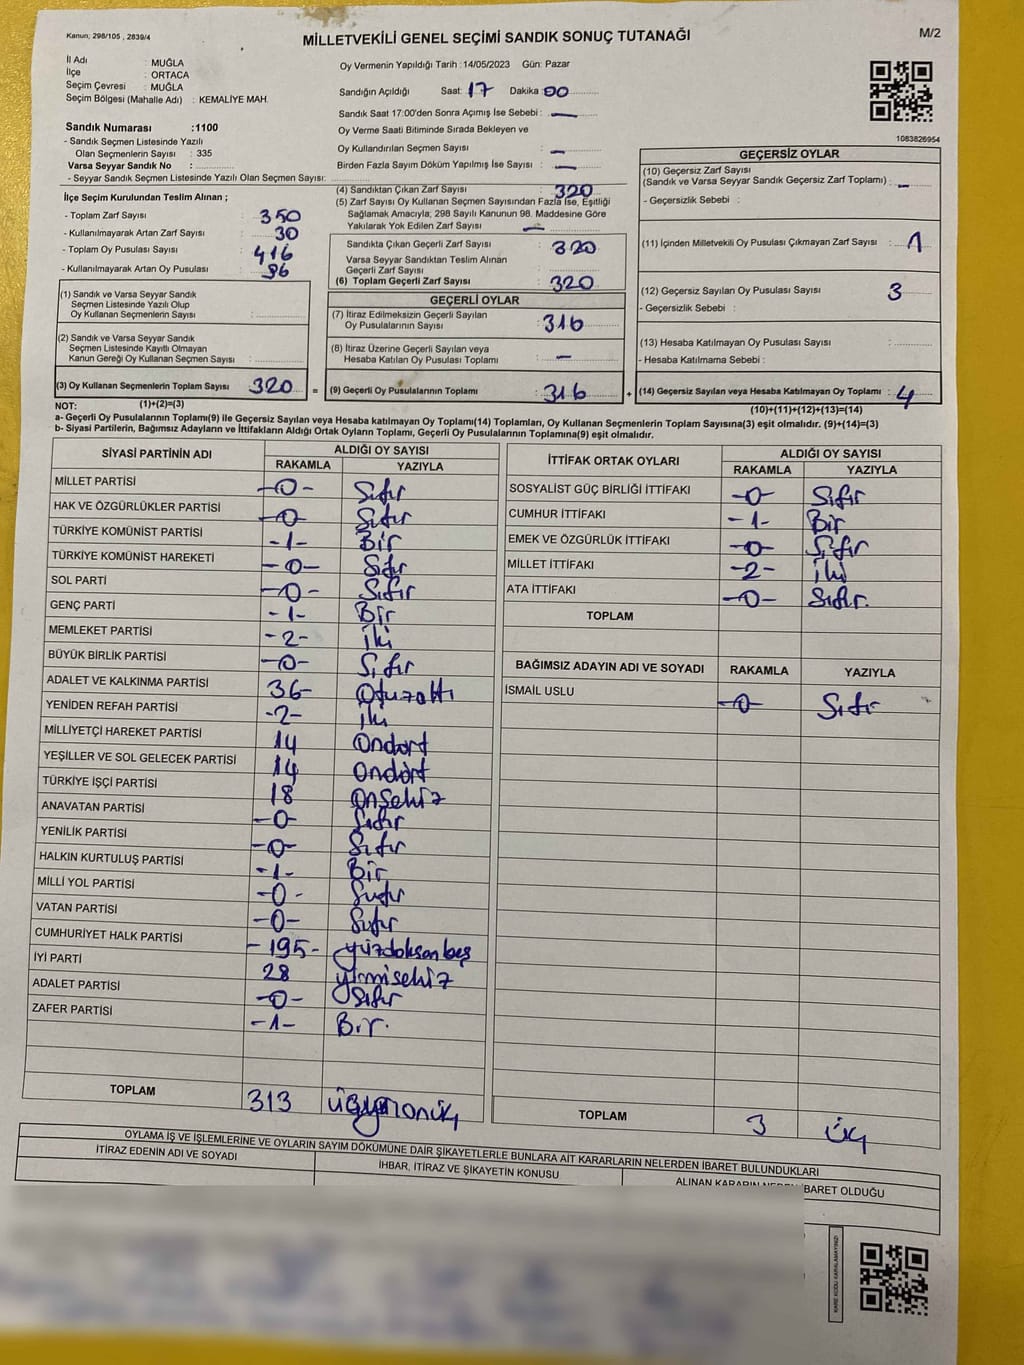 Kanun; 298/105 , 2839/4
MİLLETVEKİLİ GENEL SEÇİMİ SANDIK SONUÇ TUTANAĞI
M/2
İl Adı : MUĞLA
İlçe : ORTACA
Seçim Çevresi : MUĞLA
Seçim Bölgesi (Mahalle Adı) : KEMALİYE MAH.
Oy Vermenin Yapıldığı Tarih : 14/05/2023 Gün: Pazar
Sandığın Açıldığı Saat: 17 Dakika: 00
Sandık Saat 17:00'den Sonra Açımış İse Sebebi : —
Oy Verme Saati Bitiminde Sırada Bekleyen ve
Oy Kullandırılan Seçmen Sayısı : —
Birden Fazla Sayım Döküm Yapılmış İse Sayısı : —
1083826954
Sandık Numarası :1100
- Sandık Seçmen Listesinde Yazılı
Olan Seçmenlerin Sayısı : 335
Varsa Seyyar Sandık No :
- Seyyar Sandık Seçmen Listesinde Yazılı Olan Seçmen Sayısı:
İlçe Seçim Kurulundan Teslim Alınan ;
- Toplam Zarf Sayısı : 350
- Kullanılmayarak Artan Zarf Sayısı : 30
- Toplam Oy Pusulası Sayısı : 416
- Kullanılmayarak Artan Oy Pusulası : 96
(1) Sandık ve Varsa Seyyar Sandık
Seçmen Listesinde Yazılı Olup
Oy Kullanan Seçmenlerin Sayısı :
(2) Sandık ve Varsa Seyyar Sandık
Seçmen Listesinde Kayıtlı Olmayan
Kanun Gereği Oy Kullanan Seçmen Sayısı :
(3) Oy Kullanan Seçmenlerin Toplam Sayısı 320 =
(4) Sandıktan Çıkan Zarf Sayısı : 320
(5) Zarf Sayısı Oy Kullanan Seçmen Sayısından Fazla İse, Eşitliği
Sağlamak Amacıyla; 298 Sayılı Kanunun 98. Maddesine Göre
Yakılarak Yok Edilen Zarf Sayısı : —
Sandıkta Çıkan Geçerli Zarf Sayısı : 320
Varsa Seyyar Sandıktan Teslim Alınan
Geçerli Zarf Sayısı :
(6) Toplam Geçerli Zarf Sayısı : 320
GEÇERLİ OYLAR
(7) İtiraz Edilmeksizin Geçerli Sayılan
Oy Pusulalarının Sayısı : 316
(8) İtiraz Üzerine Geçerli Sayılan veya
Hesaba Katılan Oy Pusulası Toplamı : —
(9) Geçerli Oy Pusulalarının Toplamı : 316 +
GEÇERSİZ OYLAR
(10) Geçersiz Zarf Sayısı
(Sandık ve Varsa Seyyar Sandık Geçersiz Zarf Toplamı) : —
- Geçersizlik Sebebi :
(11) İçinden Milletvekili Oy Pusulası Çıkmayan Zarf Sayısı : 1
(12) Geçersiz Sayılan Oy Pusulası Sayısı : 3
- Geçersizlik Sebebi :
(13) Hesaba Katılmayan Oy Pusulası Sayısı :
- Hesaba Katılmama Sebebi :
(14) Geçersiz Sayılan veya Hesaba Katılmayan Oy Toplamı : 4
NOT: (1)+(2)=(3)
(10)+(11)+(12)+(13)=(14)
a- Geçerli Oy Pusulalarının Toplamı(9) ile Geçersiz Sayılan veya Hesaba katılmayan Oy Toplamı(14) Toplamları, Oy Kullanan Seçmenlerin Toplam Sayısına(3) eşit olmalıdır. (9)+(14)=(3)
b- Siyasi Partilerin, Bağımsız Adayların ve İttifakların Aldığı Ortak Oyların Toplamı, Geçerli Oy Pusulalarının Toplamına(9) eşit olmalıdır.
SİYASİ PARTİNİN ADI ALDIĞI OY SAYISI
RAKAMLA YAZIYLA
MİLLET PARTİSİ -0- Sıfır
HAK VE ÖZGÜRLÜKLER PARTİSİ -0- Sıfır
TÜRKİYE KOMÜNİST PARTİSİ -1- Bir
TÜRKİYE KOMÜNİST HAREKETİ -0- Sıfır
SOL PARTİ -0- Sıfır
GENÇ PARTİ -1- Bir
MEMLEKET PARTİSİ -2- iki
BÜYÜK BİRLİK PARTİSİ -0- Sıfır
ADALET VE KALKINMA PARTİSİ 36- Otuzaltı
YENİDEN REFAH PARTİSİ -2- iki
MİLLİYETÇİ HAREKET PARTİSİ 14 Ondört
YEŞİLLER VE SOL GELECEK PARTİSİ 14 Ondört
TÜRKİYE İŞÇİ PARTİSİ 18 Onsekiz
ANAVATAN PARTİSİ -0- Sıfır
YENİLİK PARTİSİ -0- Sıfır
HALKIN KURTULUŞ PARTİSİ -1- Bir
MİLLİ YOL PARTİSİ -0- Sıfır
VATAN PARTİSİ -0- Sıfır
CUMHURİYET HALK PARTİSİ -195- yüzdoksanbeş
İYİ PARTİ 28 yirmisekiz
ADALET PARTİSİ -0- Sıfır
ZAFER PARTİSİ -1- Bir.
TOPLAM 313 üçyüzonüç
İTTİFAK ORTAK OYLARI ALDIĞI OY SAYISI
RAKAMLA YAZIYLA
SOSYALİST GÜÇ BİRLİĞİ İTTİFAKI -0- Sıfır
CUMHUR İTTİFAKI -1- Bir
EMEK VE ÖZGÜRLÜK İTTİFAKI -0- Sıfır
MİLLET İTTİFAKI -2- iki
ATA İTTİFAKI -0- Sıfır.
TOPLAM
BAĞIMSIZ ADAYIN ADI VE SOYADI RAKAMLA YAZIYLA
İSMAİL USLU -0- Sıfır
TOPLAM 3 üç
OYLAMA İŞ VE İŞLEMLERİNE VE OYLARIN SAYIM DÖKÜMÜNE DAİR ŞİKAYETLERLE BUNLARA AİT KARARLARIN NELERDEN İBARET BULUNDUKLARI
İTİRAZ EDENİN ADI VE SOYADI
İHBAR, İTİRAZ VE ŞİKAYETİN KONUSU
ALINAN KARARIN NEDEN İBARET OLDUĞU
KARE KODU KARALAMAYINIZ!